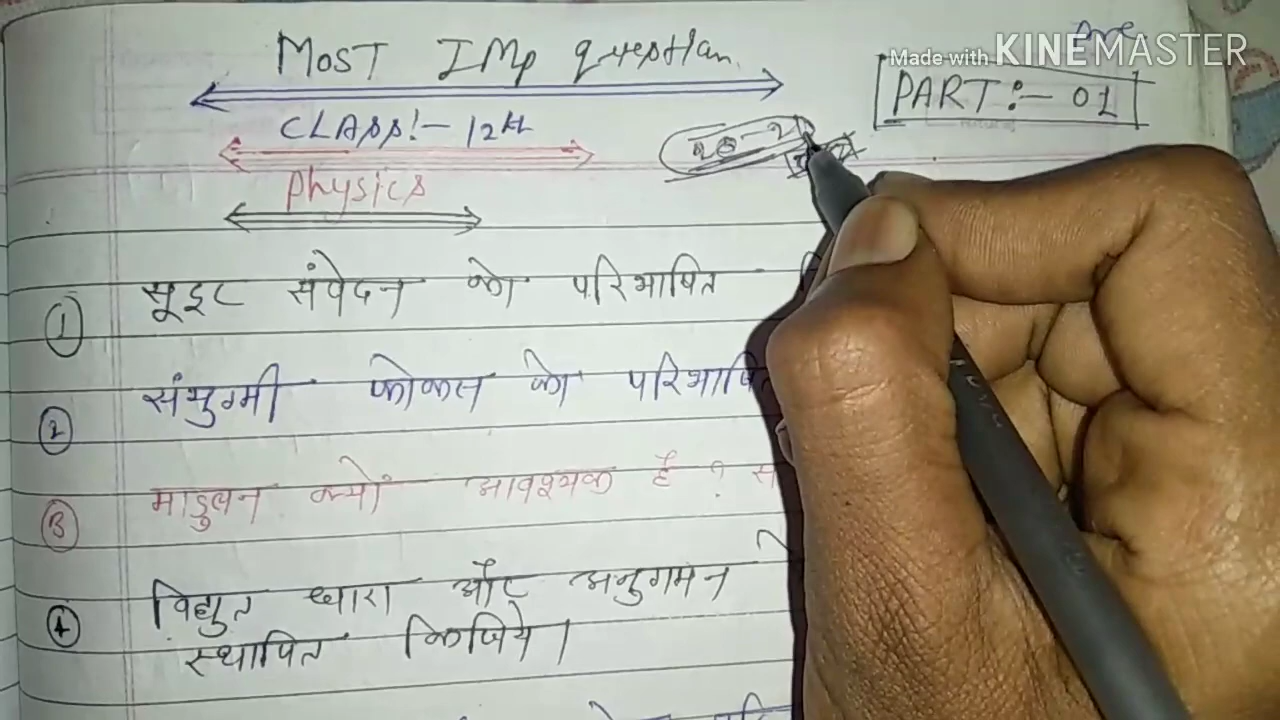 MOST IMP question
Made with KINEMASTER
PART:- 01
CLASS!- 12th
Physics
1 सूइट संवेदन को परिभाषित
2 संयुग्मी फोकस को परिभाषि
3 माडुलन क्यों आवश्यक है ? स
4 विद्युत धारा और अनुगमन
स्थापित किजिये।